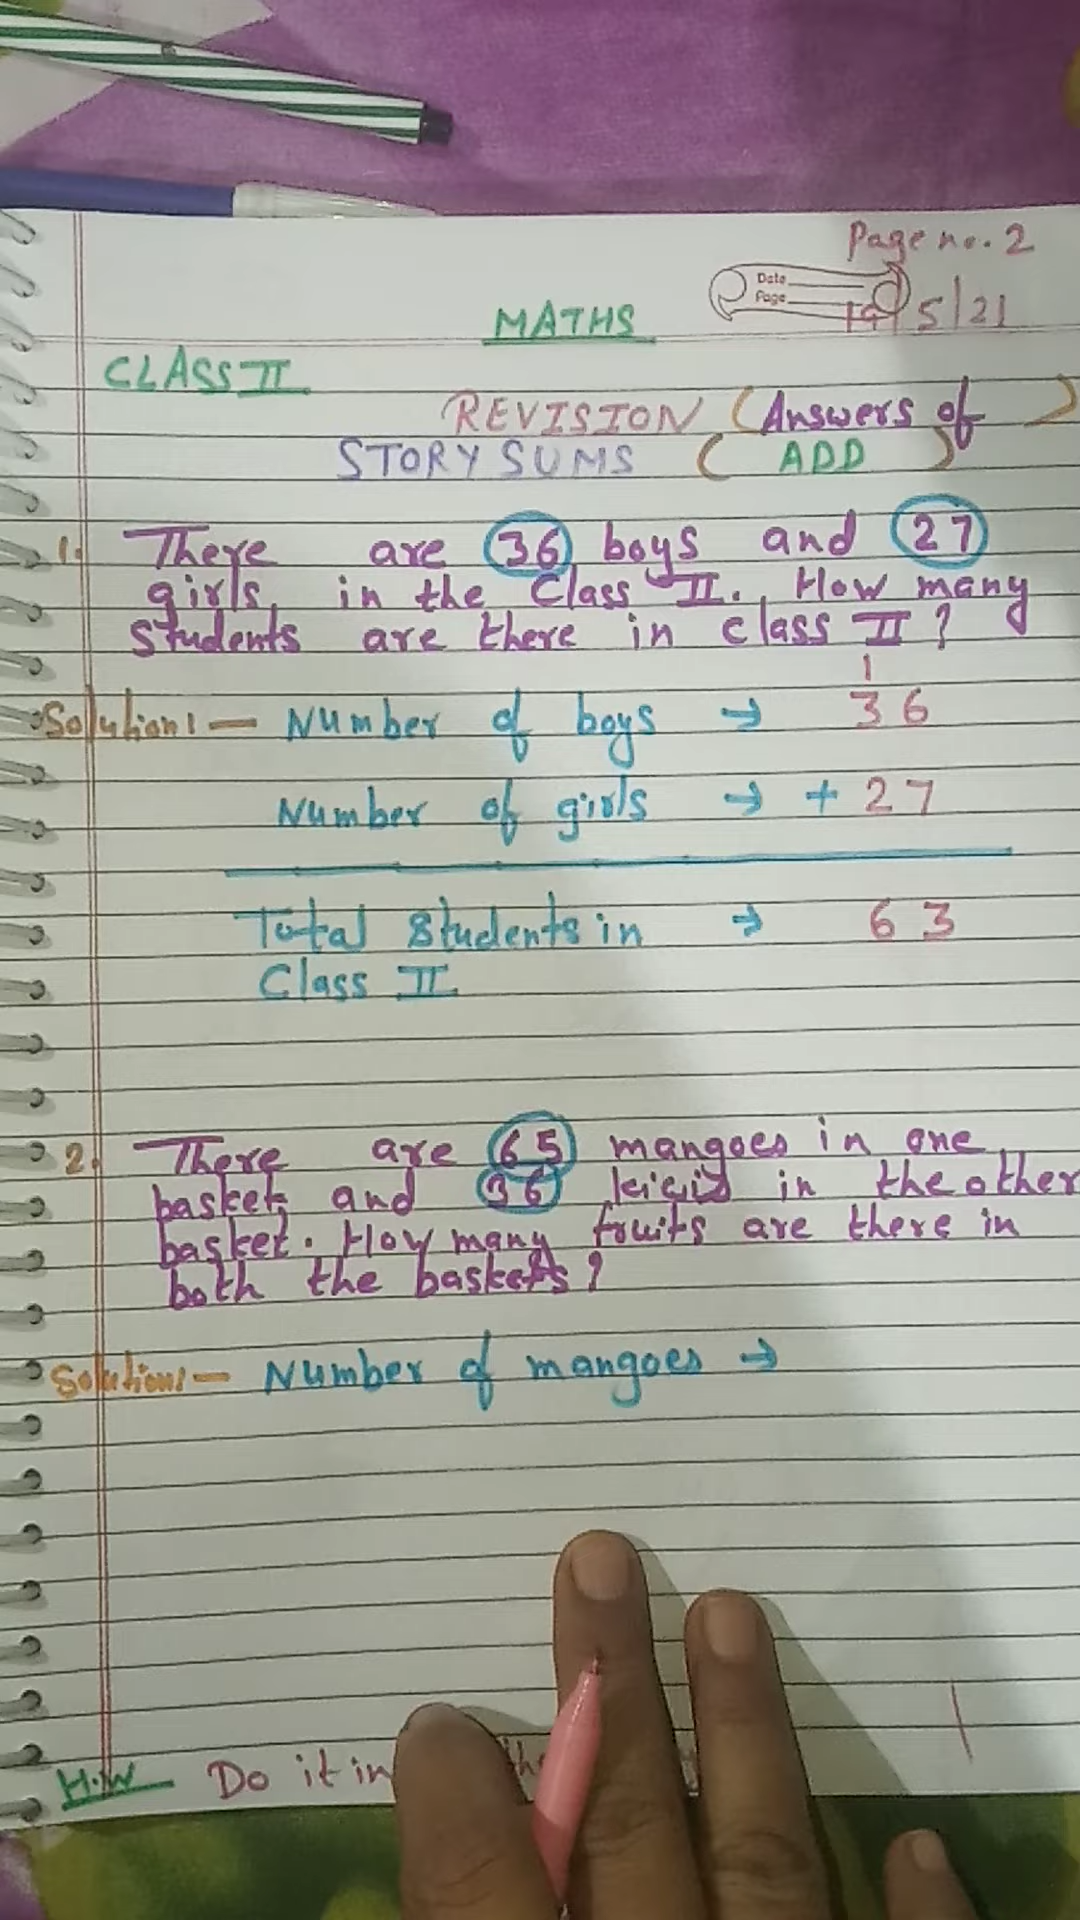 Page no. 2
Date
Page
19/5/21
MATHS
CLASS II
REVISION (Answers of )
STORY SUMS ( ADD )
1. There are 36 boys and 27
girls, in the Class II. How many
Students are there in class II ?
1
Solution:- Number of boys → 36
Number of girls → + 27
Total Students in → 63
Class II
2. There are 65 mangoes in one
basket and 36 in the other
basket. How many fruits are there in
both the baskets ?
Solution:- Number of mangoes →
H.W Do it in